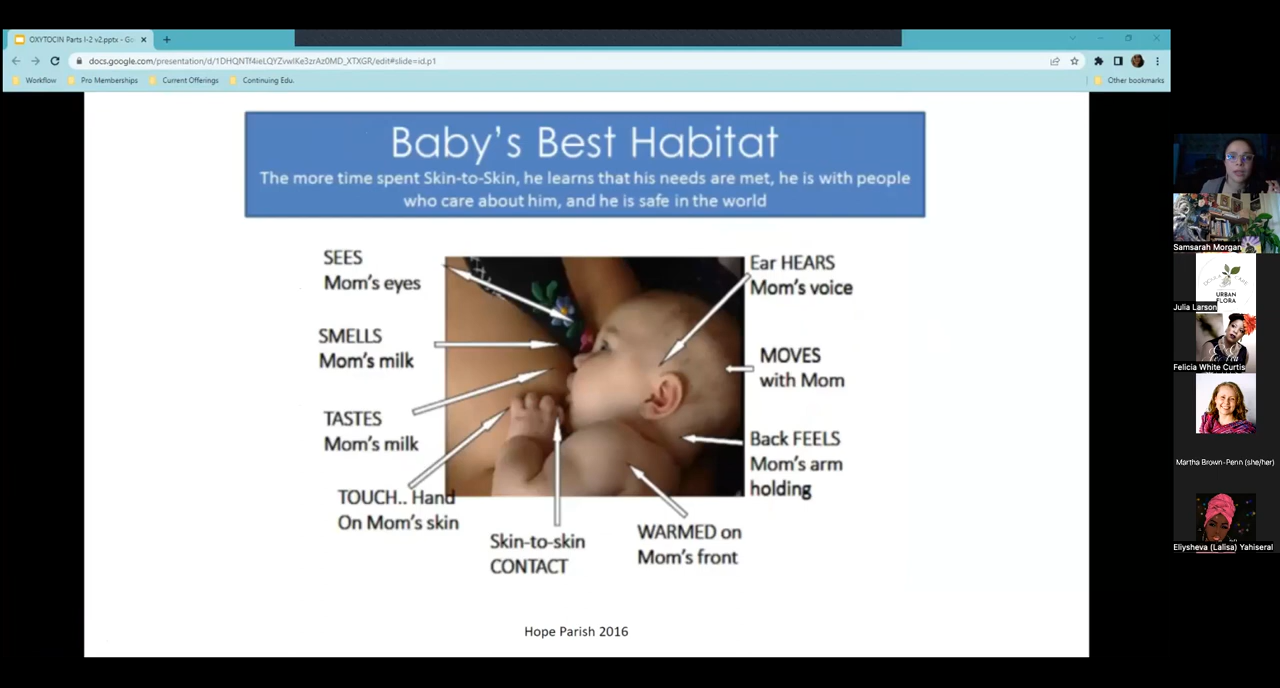 OXYTOCIN Parts I-2 v2.pptx - Go
docs.google.com/presentation/d/1DHQNTf4ieLQYZvwIKe3zrAz0MD_XTXGR/edit#slide=id.p1
Workflow
Pro Memberships
Current Offerings
Continuing Edu.
Other bookmarks
Baby's Best Habitat
The more time spent Skin-to-Skin, he learns that his needs are met, he is with people
who care about him, and he is safe in the world
SEES
Mom's eyes
SMELLS
Mom's milk
TASTES
Mom's milk
TOUCH.. Hand
On Mom's skin
Skin-to-skin
CONTACT
WARMED on
Mom's front
Ear HEARS
Mom's voice
MOVES
with Mom
Back FEELS
Mom's arm
holding
Hope Parish 2016
Samsarah Morgan
URBAN
FLORA
Julia Larson
Felicia White Curtis
Martha Brown-Penn (she/her)
Eliysheva (Lalisa) Yahiseral